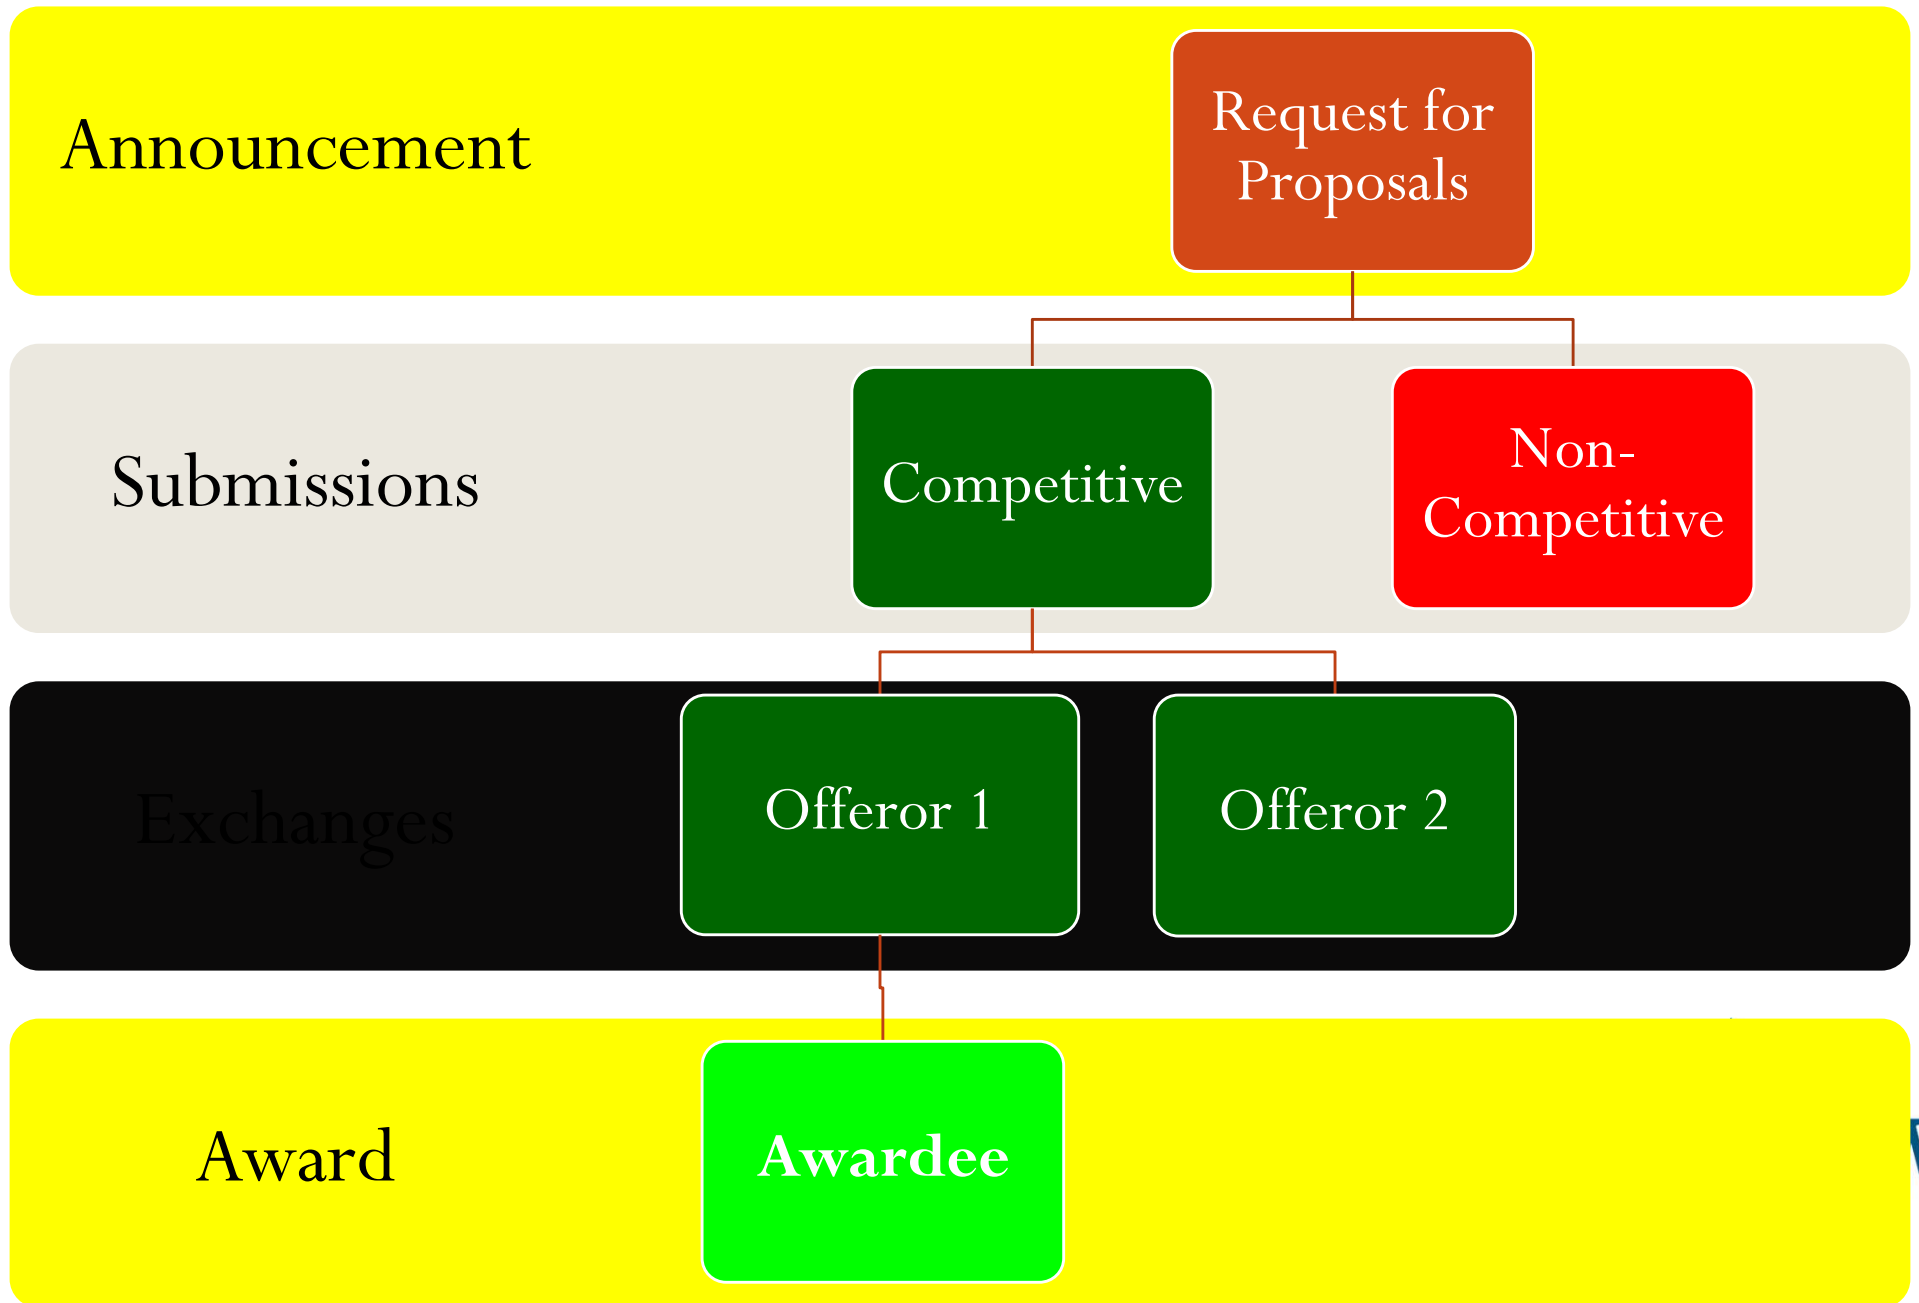 Announcement
Request for
Proposals
Submissions
Competitive
Non-
Competitive
Exchanges
Offeror 1
Offeror 2
Award
Awardee